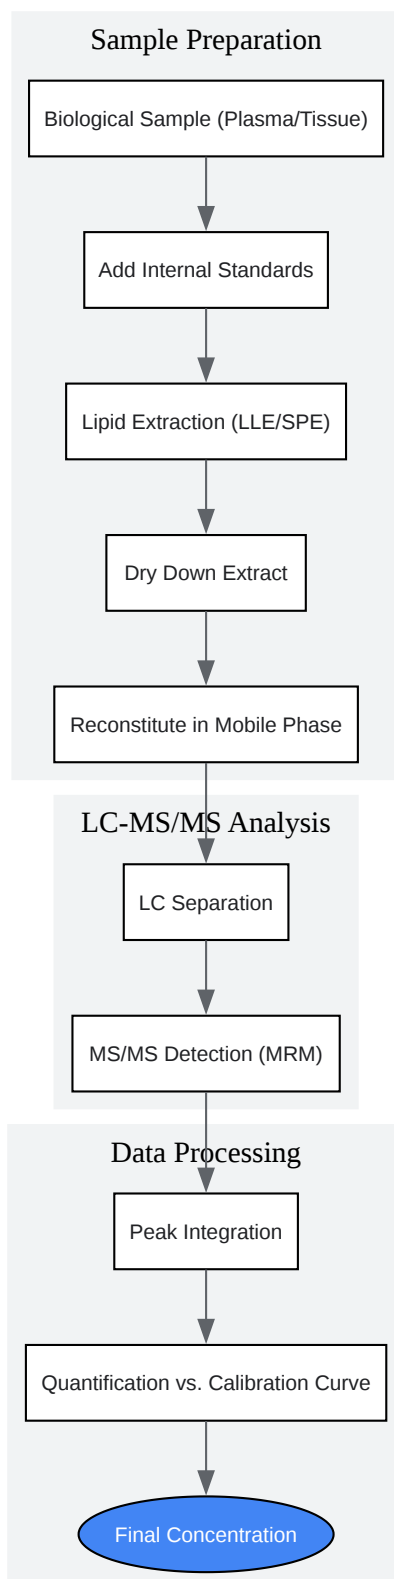 Sample Preparation
Biological Sample (Plasma/Tissue)
Add Internal Standards
Lipid Extraction (LLE/SPE)
Dry Down Extract
Reconstitute in Mobile Phase
LC-MS/MS Analysis
LC Separation
MS/MS Detection (MRM)
Data Processing
Peak Integration
Quantification vs. Calibration Curve
Final Concentration